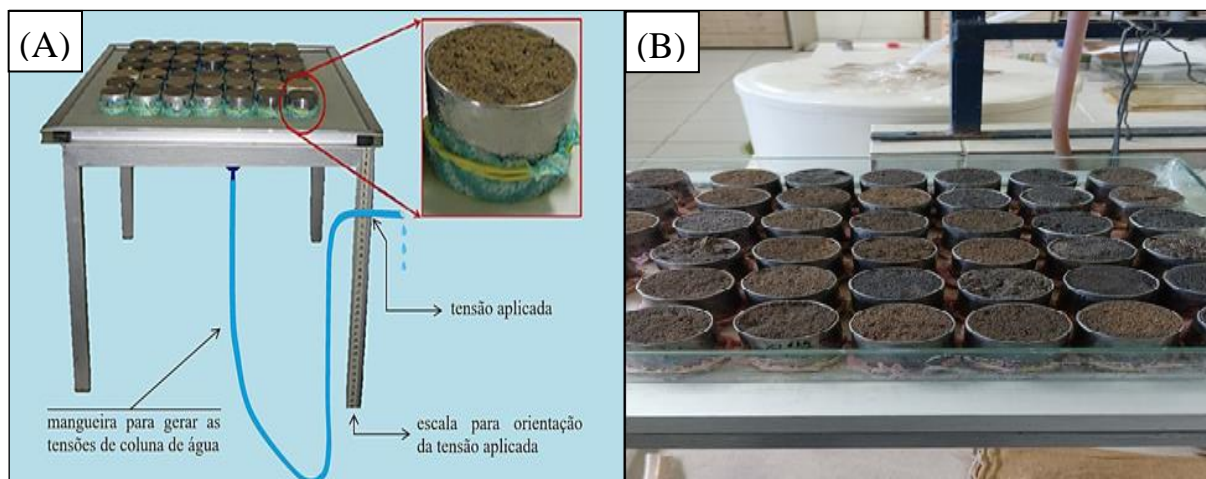 (A)
tensão aplicada
mangueira para gerar as
tensões de coluna de água
escala para orientação
da tensão aplicada
(B)